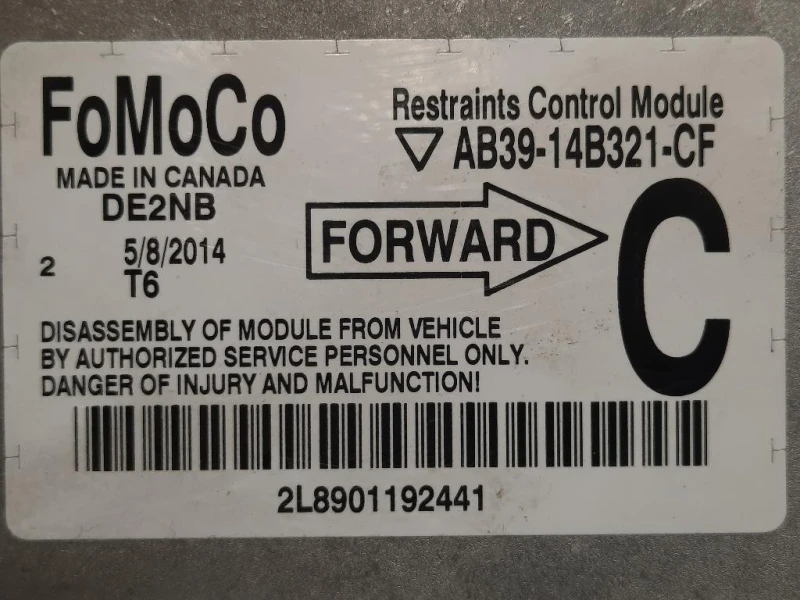 FoMoCo
MADE IN CANADA
DE2NB
2 5/8/2014
T6
Restraints Control Module
AB39-14B321-CF
FORWARD
C
DISASSEMBLY OF MODULE FROM VEHICLE
BY AUTHORIZED SERVICE PERSONNEL ONLY.
DANGER OF INJURY AND MALFUNCTION!
2L8901192441